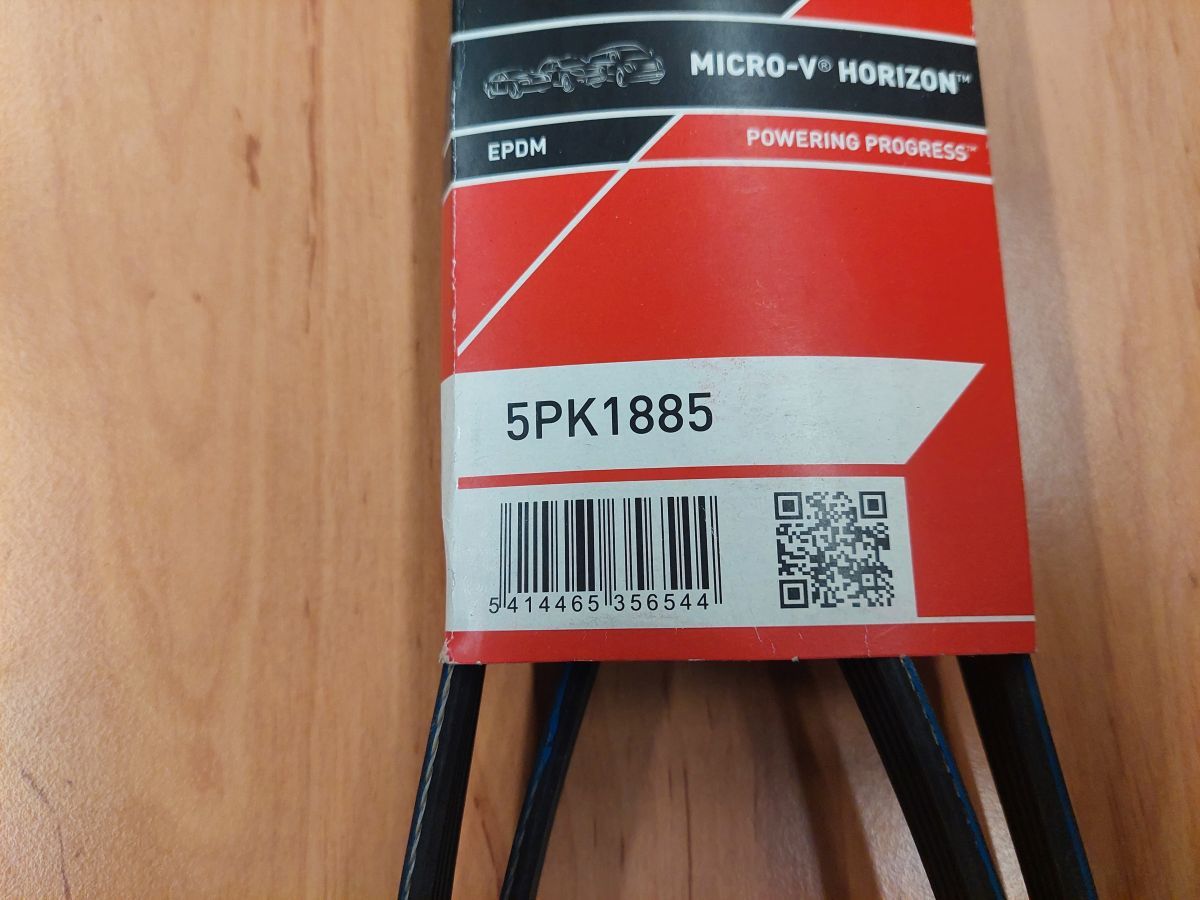 MICRO-V® HORIZON™
EPDM
POWERING PROGRESS™
5PK1885
5 414465 356544